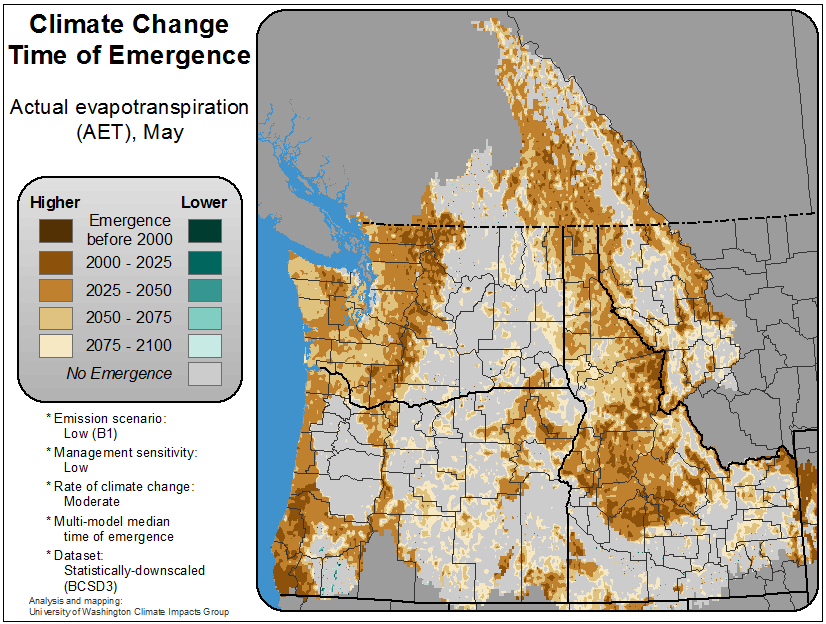 Climate Change
Time of Emergence
Actual evapotranspiration
(AET), May
Higher Lower
Emergence
before 2000
2000 - 2025
2025 - 2050
2050 - 2075
2075 - 2100
No Emergence
* Emission scenario:
Low (B1)
* Management sensitivity:
Low
* Rate of climate change:
Moderate
* Multi-model median
time of emergence
* Dataset:
Statistically-downscaled
(BCSD3)
Analysis and mapping:
University of Washington Climate Impacts Group